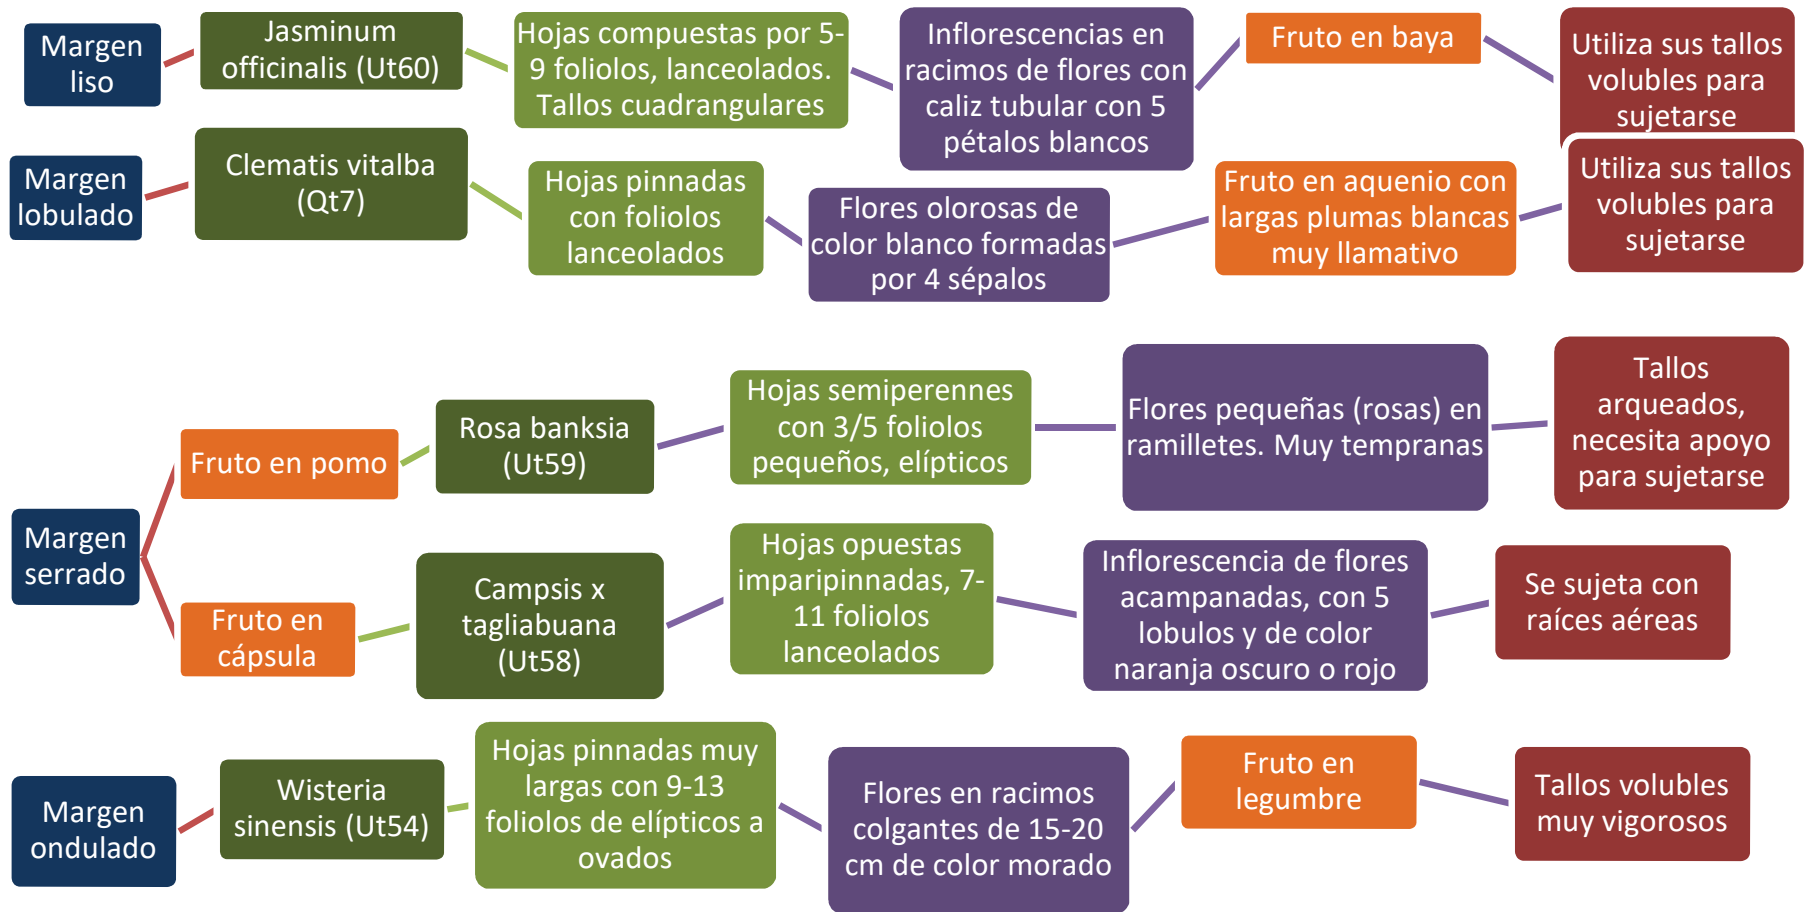 Margen
liso
Jasminum
officinalis (Ut60)
Hojas compuestas por 5-
9 foliolos, lanceolados.
Tallos cuadrangulares
Inflorescencias en
racimos de flores con
caliz tubular con 5
pétalos blancos
Fruto en baya
Utiliza sus tallos
volubles para
sujetarse
Margen
lobulado
Clematis vitalba
(Qt7)
Hojas pinnadas
con foliolos
lanceolados
Flores olorosas de
color blanco formadas
por 4 sépalos
Fruto en aquenio con
largas plumas blancas
muy llamativo
Utiliza sus tallos
volubles para
sujetarse
Margen
serrado
Fruto en pomo
Rosa banksia
(Ut59)
Hojas semiperennes
con 3/5 foliolos
pequeños, elípticos
Flores pequeñas (rosas) en
ramilletes. Muy tempranas
Tallos
arqueados,
necesita apoyo
para sujetarse
Fruto en
cápsula
Campsis x
tagliabuana
(Ut58)
Hojas opuestas
imparipinnadas, 7-
11 foliolos
lanceolados
Inflorescencia de flores
acampanadas, con 5
lobulos y de color
naranja oscuro o rojo
Se sujeta con
raíces aéreas
Margen
ondulado
Wisteria
sinensis (Ut54)
Hojas pinnadas muy
largas con 9-13
foliolos de elípticos a
ovados
Flores en racimos
colgantes de 15-20
cm de color morado
Fruto en
legumbre
Tallos volubles
muy vigorosos